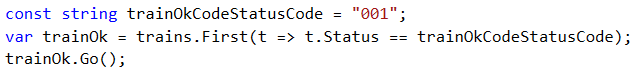 const string trainOkCodeStatusCode = "001";
var trainOk = trains.First(t => t.Status == trainOkCodeStatusCode);
trainOk.Go();